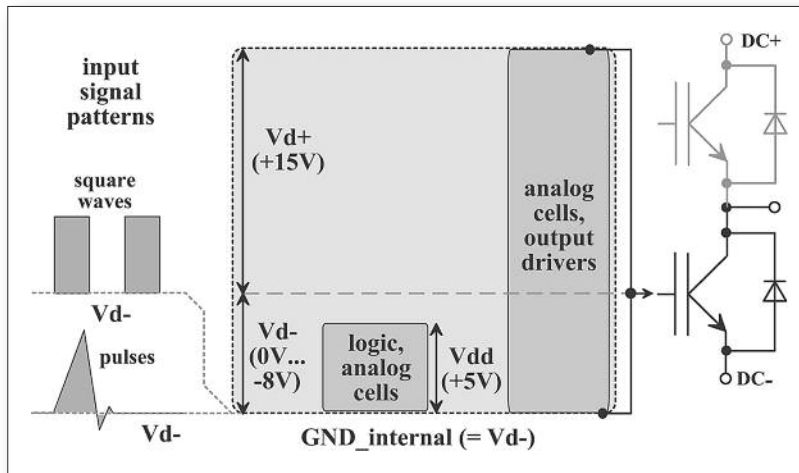 input
signal
patterns
square
waves
Vd-
pulses
Vd-
Vd+
(+15V)
Vd-
(0V...
-8V)
logic,
analog
cells
Vdd
(+5V)
analog
cells,
output
drivers
GND_internal (= Vd-)
DC+
DC-